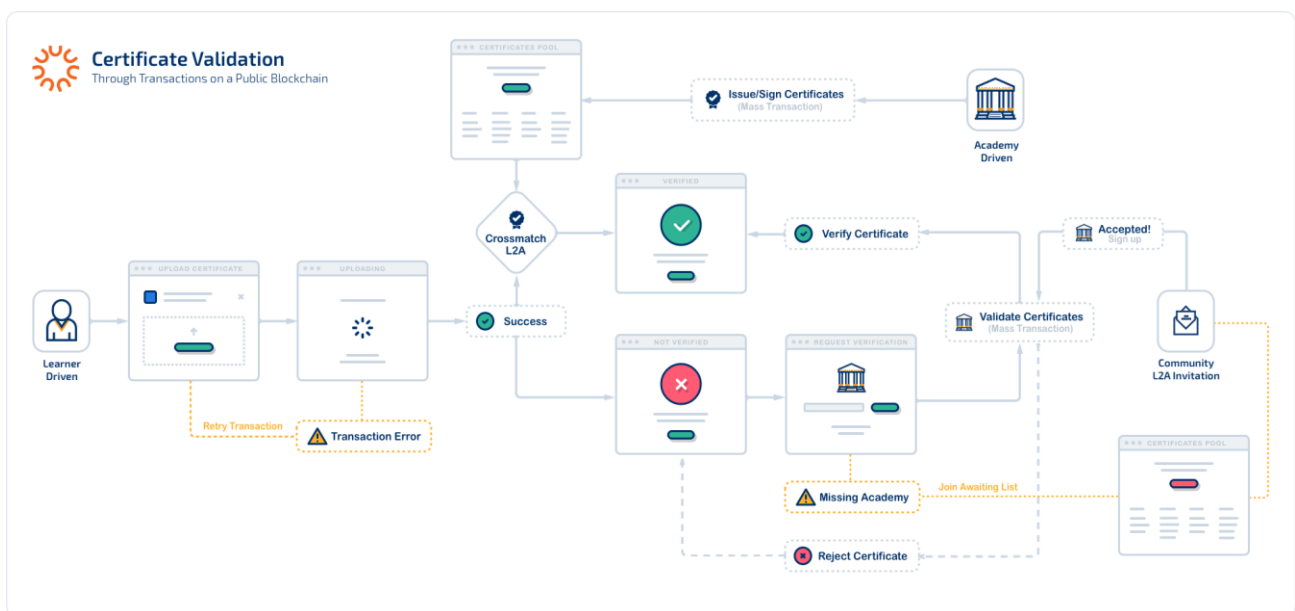 Certificate Validation
Through Transactions on a Public Blockchain
CERTIFICATES POOL
Issue/Sign Certificates
(Mass Transaction)
Academy
Driven
VERIFIED
Crossmatch
L2A
Verify Certificate
Accepted!
Sign up
UPLOAD CERTIFICATE
UPLOADING
Success
Validate Certificates
(Mass Transaction)
Learner
Driven
NOT VERIFIED
REQUEST VERIFICATION
Community
L2A Invitation
Retry Transaction
Transaction Error
CERTIFICATES POOL
Missing Academy
Join Awaiting List
Reject Certificate